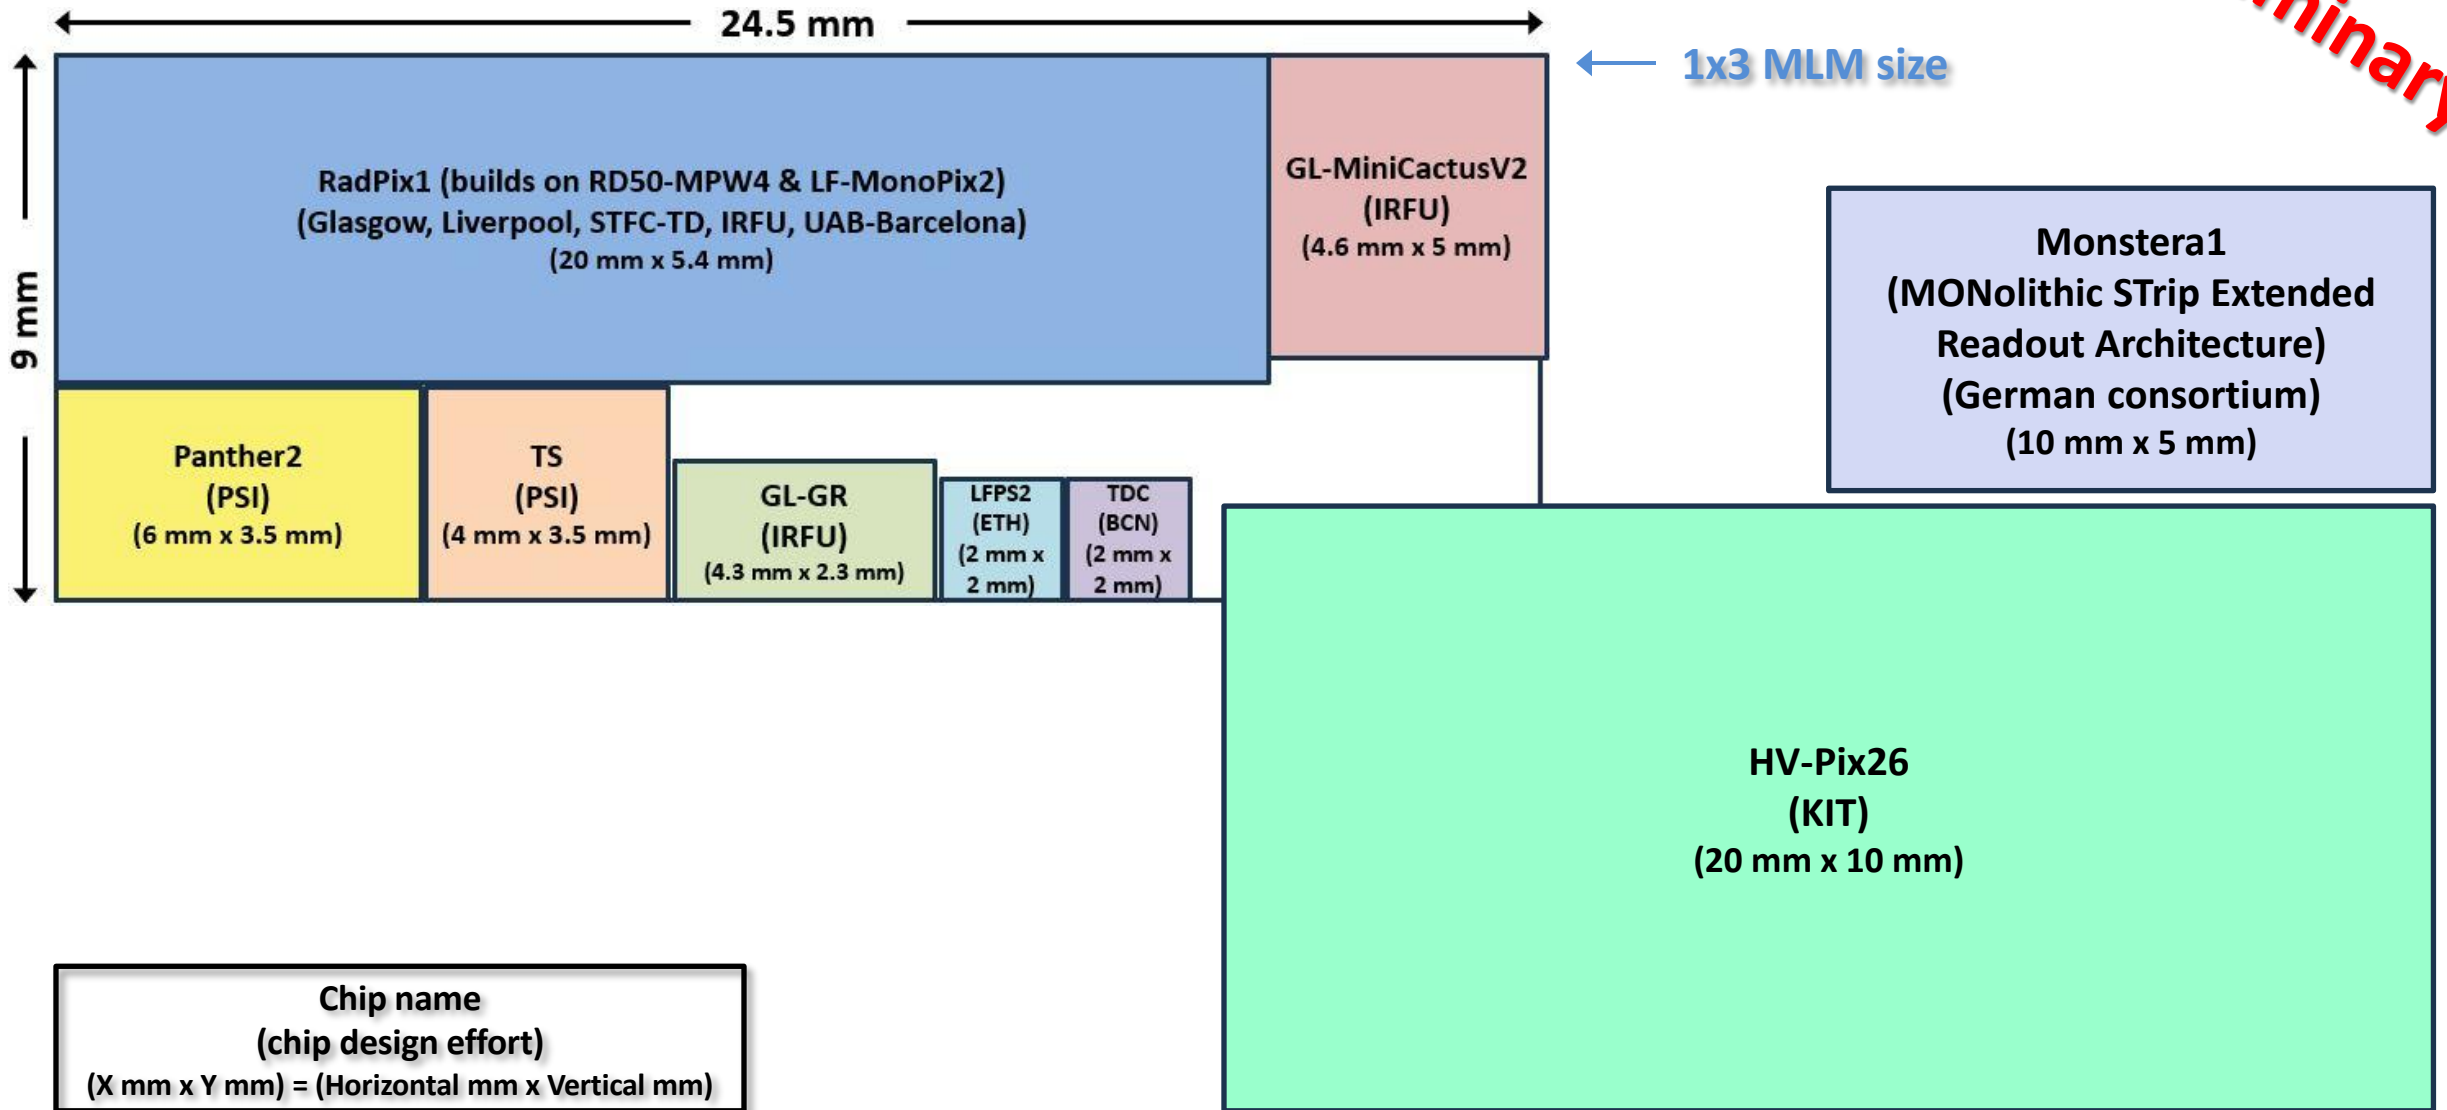 24.5 mm
1x3 MLM size
9 mm
RadPix1 (builds on RD50-MPW4 & LF-MonoPix2)
(Glasgow, Liverpool, STFC-TD, IRFU, UAB-Barcelona)
(20 mm x 5.4 mm)
GL-MiniCactusV2
(IRFU)
(4.6 mm x 5 mm)
Monstera1
(MONolithic STrip Extended
Readout Architecture)
(German consortium)
(10 mm x 5 mm)
Panther2
(PSI)
(6 mm x 3.5 mm)
TS
(PSI)
(4 mm x 3.5 mm)
GL-GR
(IRFU)
(4.3 mm x 2.3 mm)
LFPS2
(ETH)
(2 mm x
2 mm)
TDC
(BCN)
(2 mm x
2 mm)
HV-Pix26
(KIT)
(20 mm x 10 mm)
Chip name
(chip design effort)
(X mm x Y mm) = (Horizontal mm x Vertical mm)